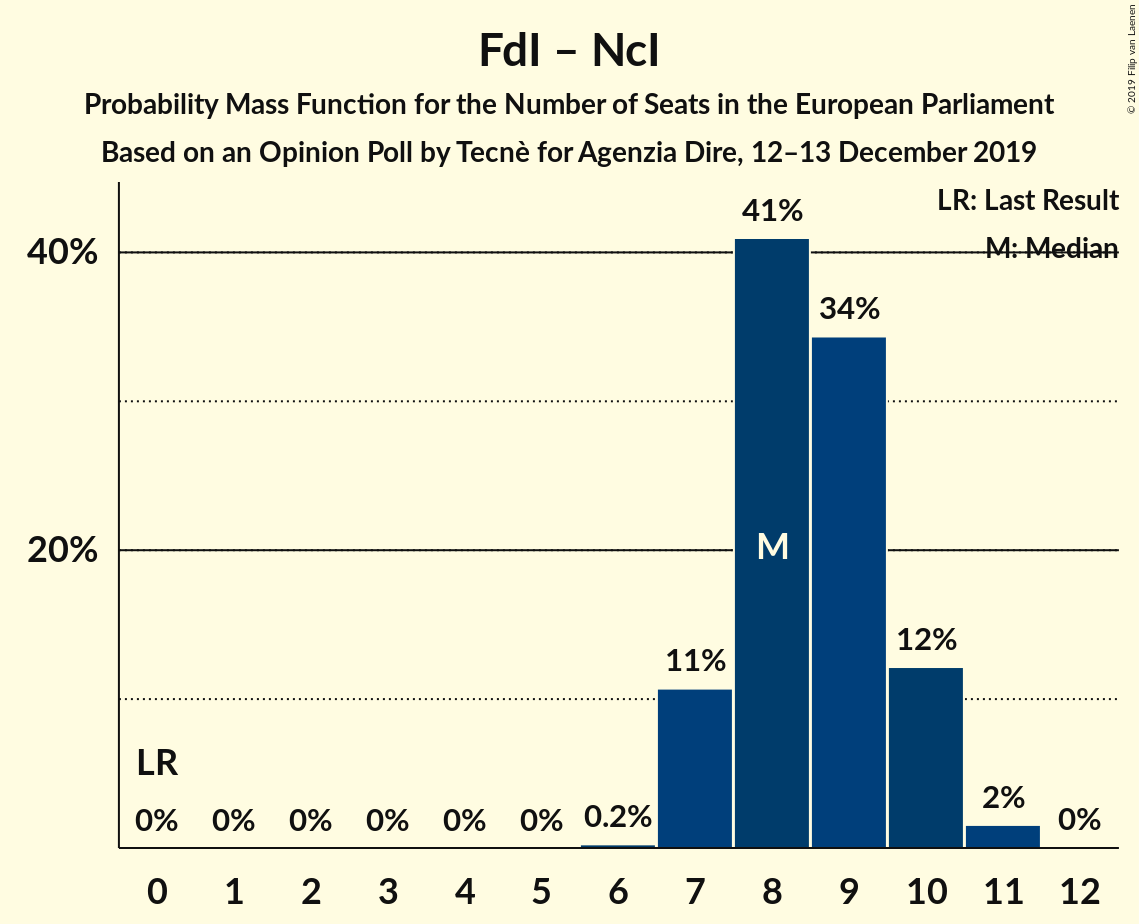 FdI – NcI
Probability Mass Function for the Number of Seats in the European Parliament
Based on an Opinion Poll by Tecnè for Agenzia Dire, 12–13 December 2019
© 2019 Filip van Laenen
LR: Last Result
M: Median
40%
20%
41%
34%
M
12%
11%
LR
0% 0% 0% 0% 0% 0% 0.2% 2% 0%
0 1 2 3 4 5 6 7 8 9 10 11 12